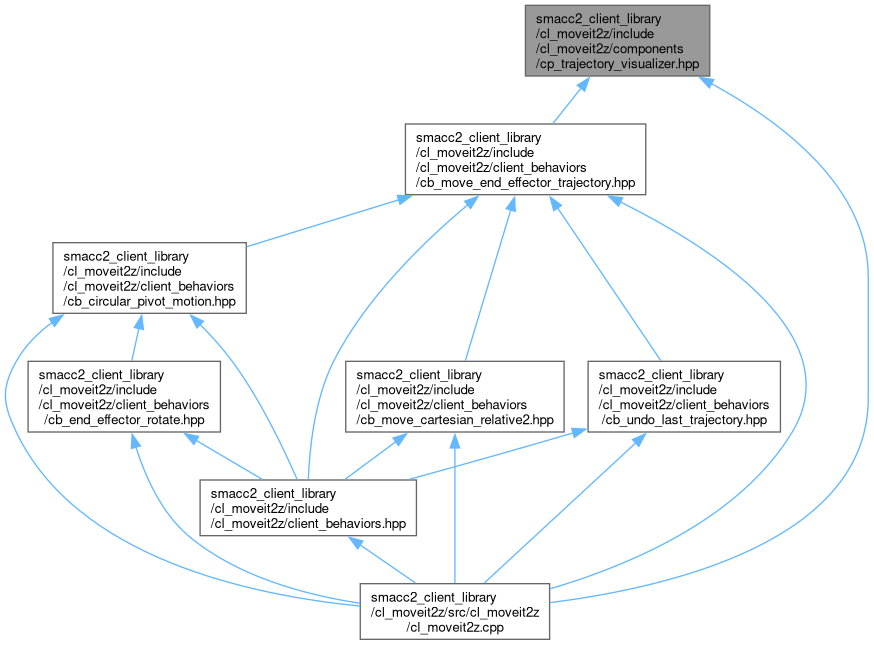 smacc2_client_library
/cl_moveit2z/include
/cl_moveit2z/components
/cp_trajectory_visualizer.hpp
smacc2_client_library
/cl_moveit2z/include
/cl_moveit2z/client_behaviors
/cb_move_end_effector_trajectory.hpp
smacc2_client_library
/cl_moveit2z/include
/cl_moveit2z/client_behaviors
/cb_circular_pivot_motion.hpp
smacc2_client_library
/cl_moveit2z/include
/cl_moveit2z/client_behaviors
/cb_end_effector_rotate.hpp
smacc2_client_library
/cl_moveit2z/include
/cl_moveit2z/client_behaviors
/cb_move_cartesian_relative2.hpp
smacc2_client_library
/cl_moveit2z/include
/cl_moveit2z/client_behaviors
/cb_undo_last_trajectory.hpp
smacc2_client_library
/cl_moveit2z/include
/cl_moveit2z/client_behaviors.hpp
smacc2_client_library
/cl_moveit2z/src/cl_moveit2z
/cl_moveit2z.cpp